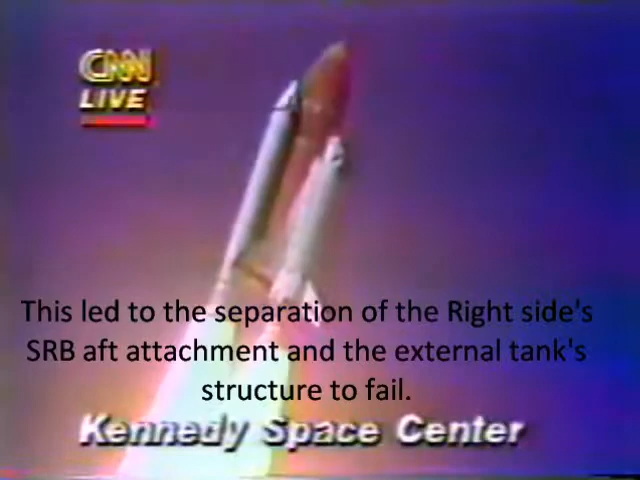 CNN
LIVE
This led to the separation of the Right side's
SRB aft attachment and the external tank's
structure to fail.
Kennedy Space Center